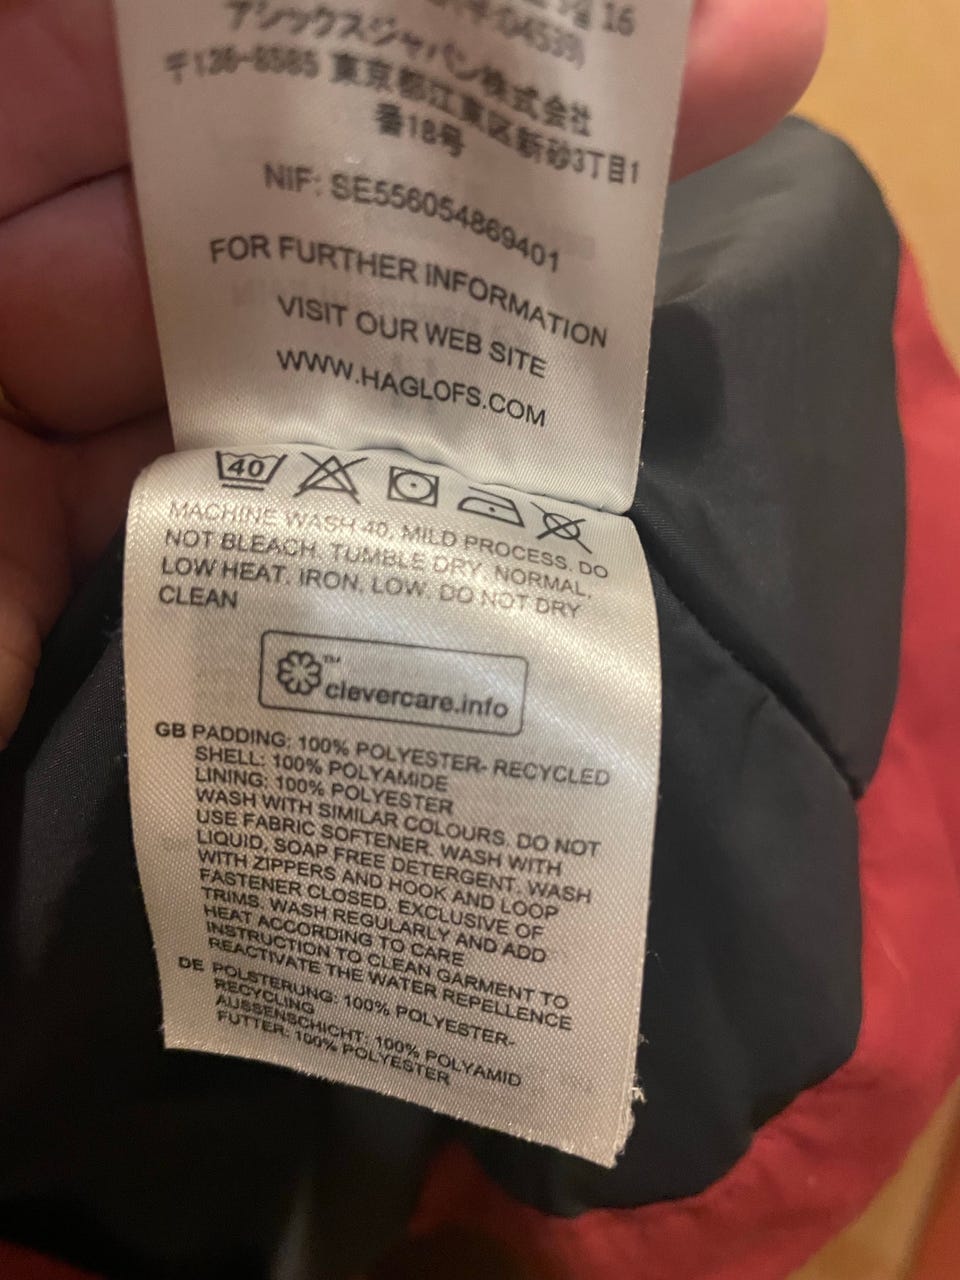 16
04539)
アシックスジャパン株式会社
東京都江東区新砂3丁目1
番18号
NIF: SE556054869401
FOR FURTHER INFORMATION
VISIT OUR WEB SITE
WWW.HAGLOFS.COM
40
MACHINE WASH 40, MILD PROCESS. DO
NOT BLEACH. TUMBLE DRY, NORMAL,
LOW HEAT. IRON, LOW. DO NOT DRY
CLEAN
™
clevercare.info
GB PADDING: 100% POLYESTER- RECYCLED
SHELL: 100% POLYAMIDE
LINING: 100% POLYESTER
WASH WITH SIMILAR COLOURS. DO NOT
USE FABRIC SOFTENER. WASH WITH
LIQUID, SOAP FREE DETERGENT. WASH
WITH ZIPPERS AND HOOK AND LOOP
FASTENER CLOSED. EXCLUSIVE OF
TRIMS. WASH REGULARLY AND ADD
HEAT ACCORDING TO CARE
INSTRUCTION TO CLEAN GARMENT TO
REACTIVATE THE WATER REPELLENCE
DE POLSTERUNG: 100% POLYESTER-
RECYCLING
AUSSENSCHICHT: 100% POLYAMID
FUTTER: 100% POLYESTER